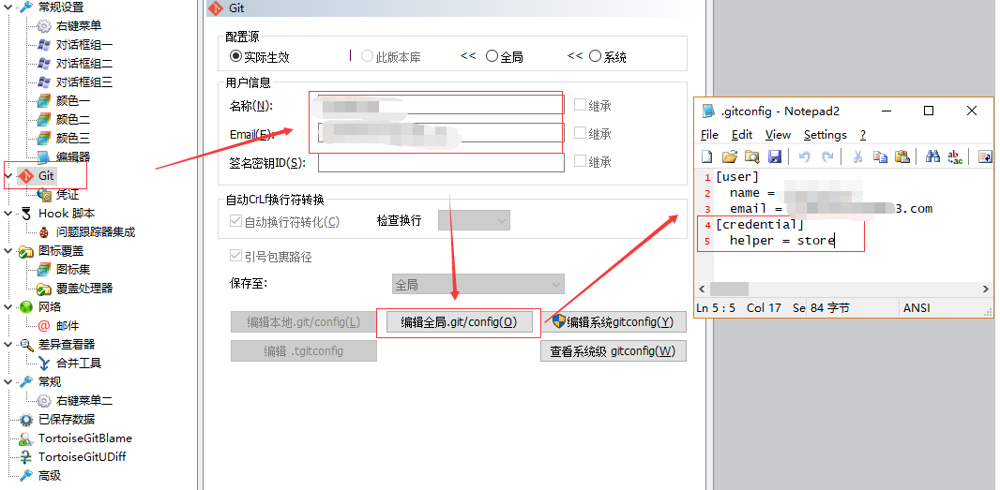 常规设置
右键菜单
对话框组一
对话框组二
对话框组三
颜色一
颜色二
颜色三
编辑器
Git
凭证
Hook 脚本
问题跟踪器集成
图标覆盖
图标集
覆盖处理器
网络
邮件
差异查看器
合并工具
常规
右键菜单二
已保存数据
TortoiseGitBlame
TortoiseGitUDiff
高级
Git
配置源
实际生效 | 此版本库 << 全局 << 系统
用户信息
名称(N): 继承
Email(E): 继承
签名密钥ID(S): 继承
自动CrLf换行符转换
自动换行符转化(C) 检查换行
引号包裹路径
保存至: 全局
编辑本地.git/config(L) 编辑全局.git/config(O) 编辑系统gitconfig(Y)
编辑 .tgitconfig 查看系统级 gitconfig(W)
.gitconfig - Notepad2
File Edit View Settings ?
1 [user]
2 name =
3 email = 3.com
4 [credential]
5 helper = store
Ln 5 : 5 Col 17 Se 84 字节 ANSI